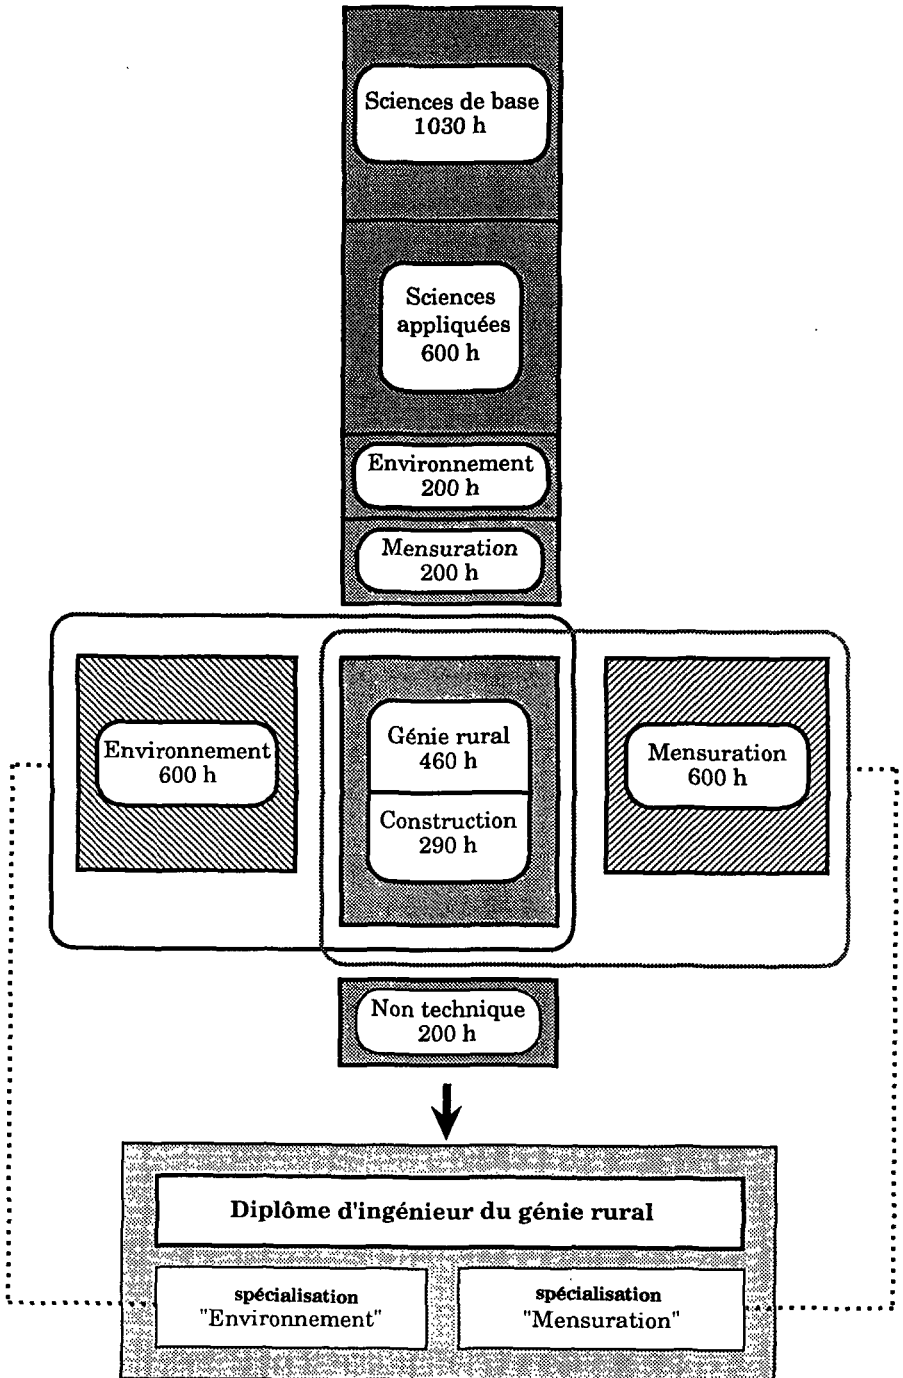 Sciences de base
1030 h
Sciences
appliquées
600 h
Environnement
200 h
Mensuration
200 h
Environnement
600 h
Génie rural
460 h
Construction
290 h
Mensuration
600 h
Non technique
200 h
Diplôme d'ingénieur du génie rural
spécialisation
"Environnement"
spécialisation
"Mensuration"